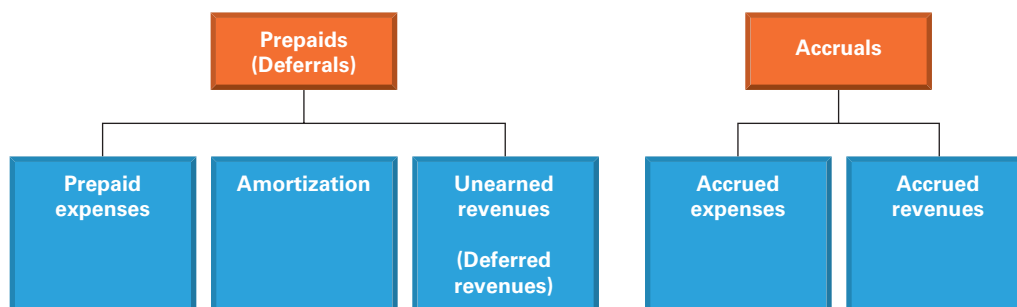 Prepaids
(Deferrals)
Accruals
Prepaid
expenses
Amortization
Unearned
revenues
(Deferred
revenues)
Accrued
expenses
Accrued
revenues